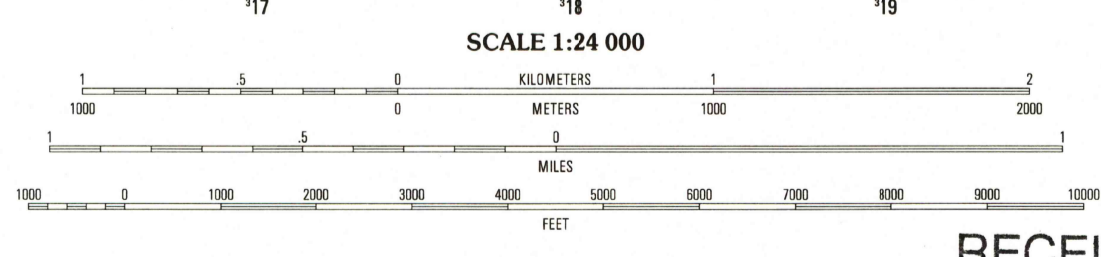 ³17 ³18 ³19
SCALE 1:24 000
1 .5 0 KILOMETERS 1 2
1000 0 METERS 1000 2000
1 .5 0 1
MILES
1000 0 1000 2000 3000 4000 5000 6000 7000 8000 9000 10000
FEET